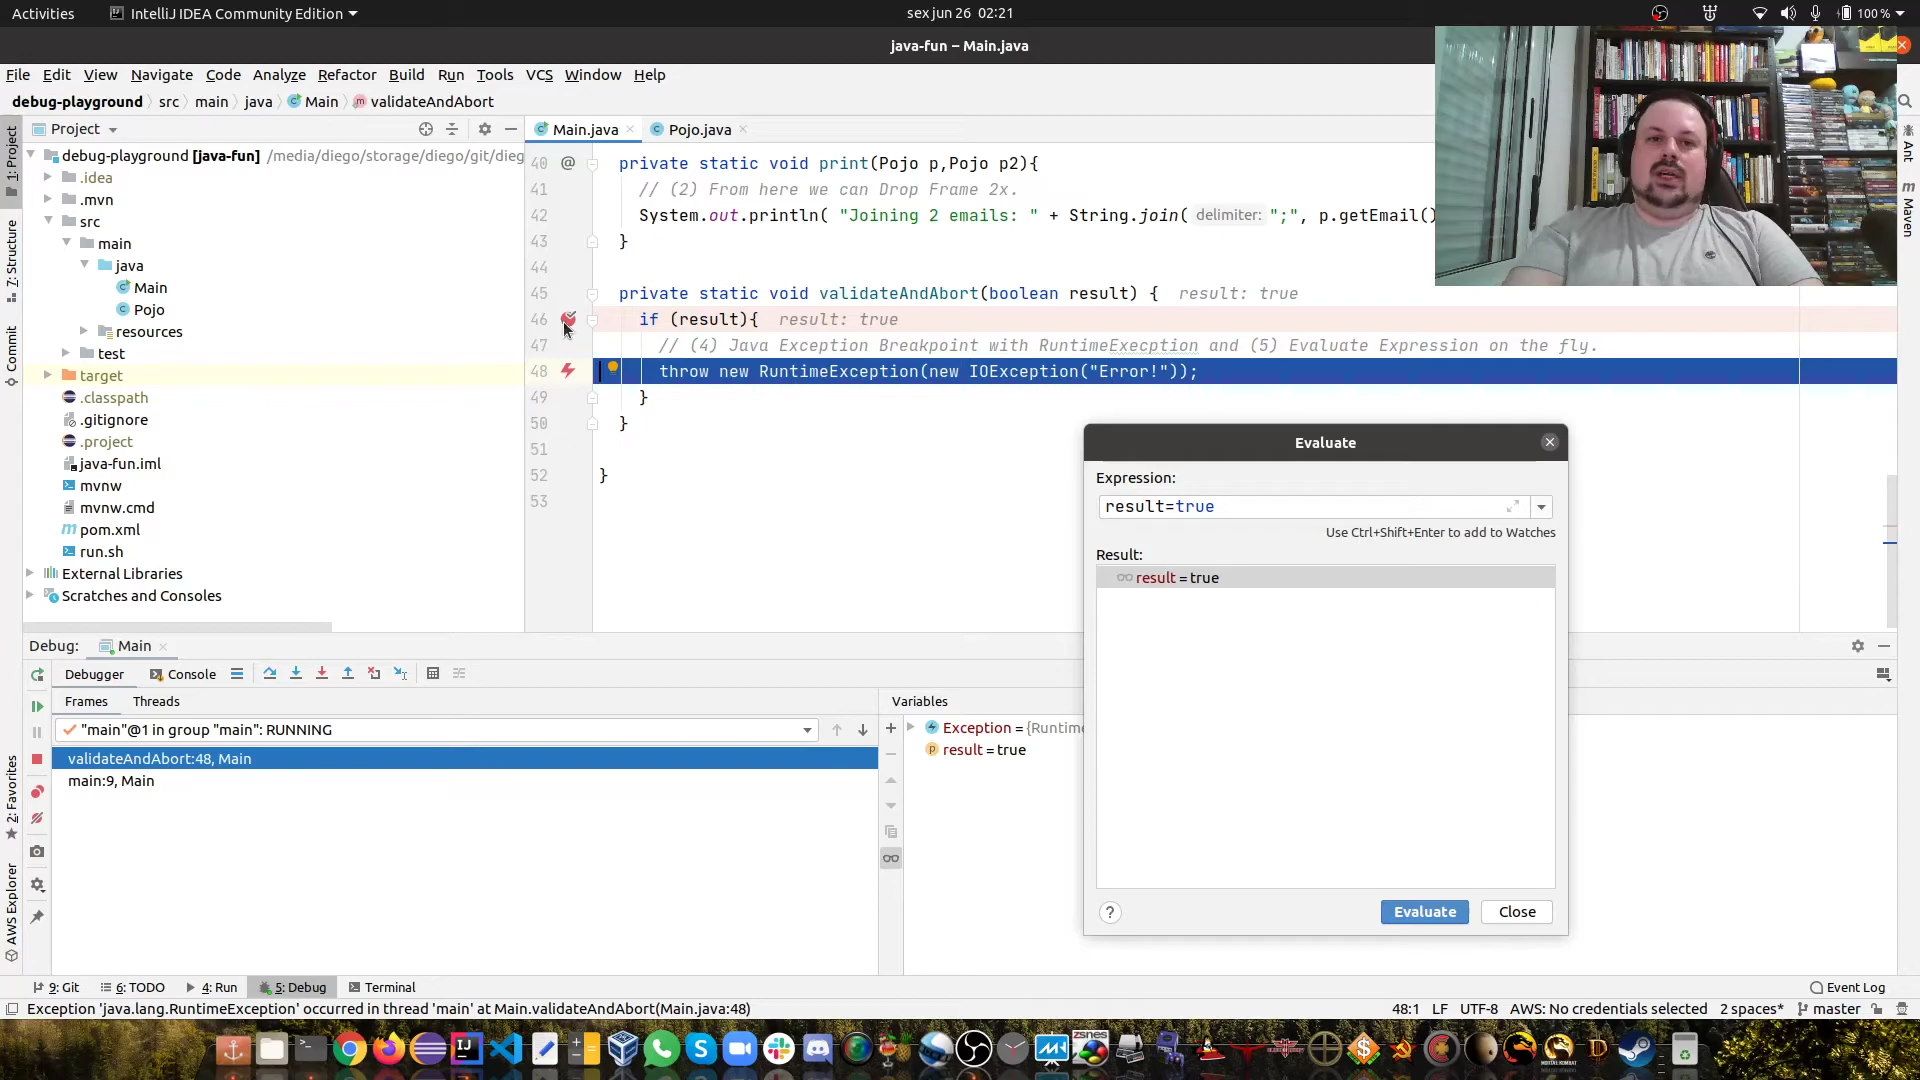 Activities
IntelliJ IDEA Community Edition
sex jun 26 02:21
100 %
java-fun – Main.java
File Edit View Navigate Code Analyze Refactor Build Run Tools VCS Window Help
debug-playground src main java Main validateAndAbort
1: Project
7: Structure
Commit
2: Favorites
AWS Explorer
Ant
Maven
Project
debug-playground [java-fun] /media/diego/storage/diego/git/dieg
.idea
.mvn
src
main
java
Main
Pojo
resources
test
target
.classpath
.gitignore
.project
java-fun.iml
mvnw
mvnw.cmd
pom.xml
run.sh
External Libraries
Scratches and Consoles
Main.java Pojo.java
40 @ private static void print(Pojo p,Pojo p2){
41 // (2) From here we can Drop Frame 2x.
42 System.out.println( "Joining 2 emails: " + String.join( delimiter: ";", p.getEmail()
43 }
44
45 private static void validateAndAbort(boolean result) { result: true
46 if (result){ result: true
47 // (4) Java Exception Breakpoint with RuntimeExecption and (5) Evaluate Expression on the fly.
48 throw new RuntimeException(new IOException("Error!"));
49 }
50 }
51
52 }
53
Evaluate
Expression:
result=true
Use Ctrl+Shift+Enter to add to Watches
Result:
result = true
? Evaluate Close
Debug: Main
Debugger Console
Frames Threads
"main"@1 in group "main": RUNNING
validateAndAbort:48, Main
main:9, Main
Variables
Exception = {Runtime
result = true
9: Git 6: TODO 4: Run 5: Debug Terminal Event Log
Exception 'java.lang.RuntimeException' occurred in thread 'main' at Main.validateAndAbort(Main.java:48)
48:1 LF UTF-8 AWS: No credentials selected 2 spaces* master
zsnes